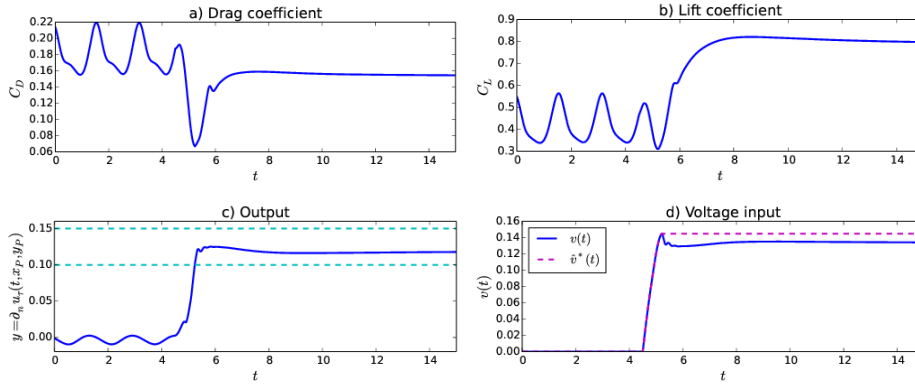 a) Drag coefficient
0.22
0.20
0.18
0.16
0.14
0.12
0.10
0.08
0.06
C_D
0 2 4 6 8 10 12 14
t
b) Lift coefficient
0.9
0.8
0.7
0.6
0.5
0.4
0.3
C_L
0 2 4 6 8 10 12 14
t
c) Output
0.15
0.10
0.05
0.00
y=∂_n u_τ(t,x_P,y_P)
0 2 4 6 8 10 12 14
t
d) Voltage input
0.16
0.14
0.12
0.10
0.08
0.06
0.04
0.02
0.00
v(t)
v(t)
v̂*(t)
0 2 4 6 8 10 12 14
t